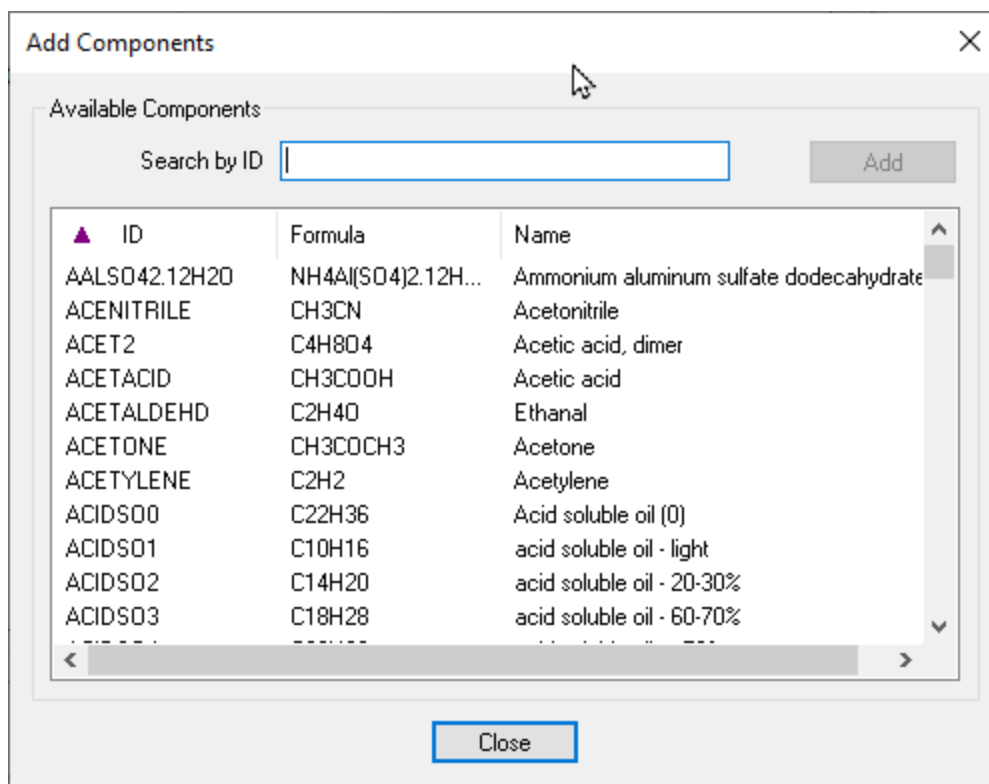 Add Components
Available Components
Search by ID Add
ID Formula Name
AALSO42.12H2O NH4Al(SO4)2.12H... Ammonium aluminum sulfate dodecahydrate
ACENITRILE CH3CN Acetonitrile
ACET2 C4H8O4 Acetic acid, dimer
ACETACID CH3COOH Acetic acid
ACETALDEHD C2H4O Ethanal
ACETONE CH3COCH3 Acetone
ACETYLENE C2H2 Acetylene
ACIDSO0 C22H36 Acid soluble oil (0)
ACIDSO1 C10H16 acid soluble oil - light
ACIDSO2 C14H20 acid soluble oil - 20-30%
ACIDSO3 C18H28 acid soluble oil - 60-70%
Close